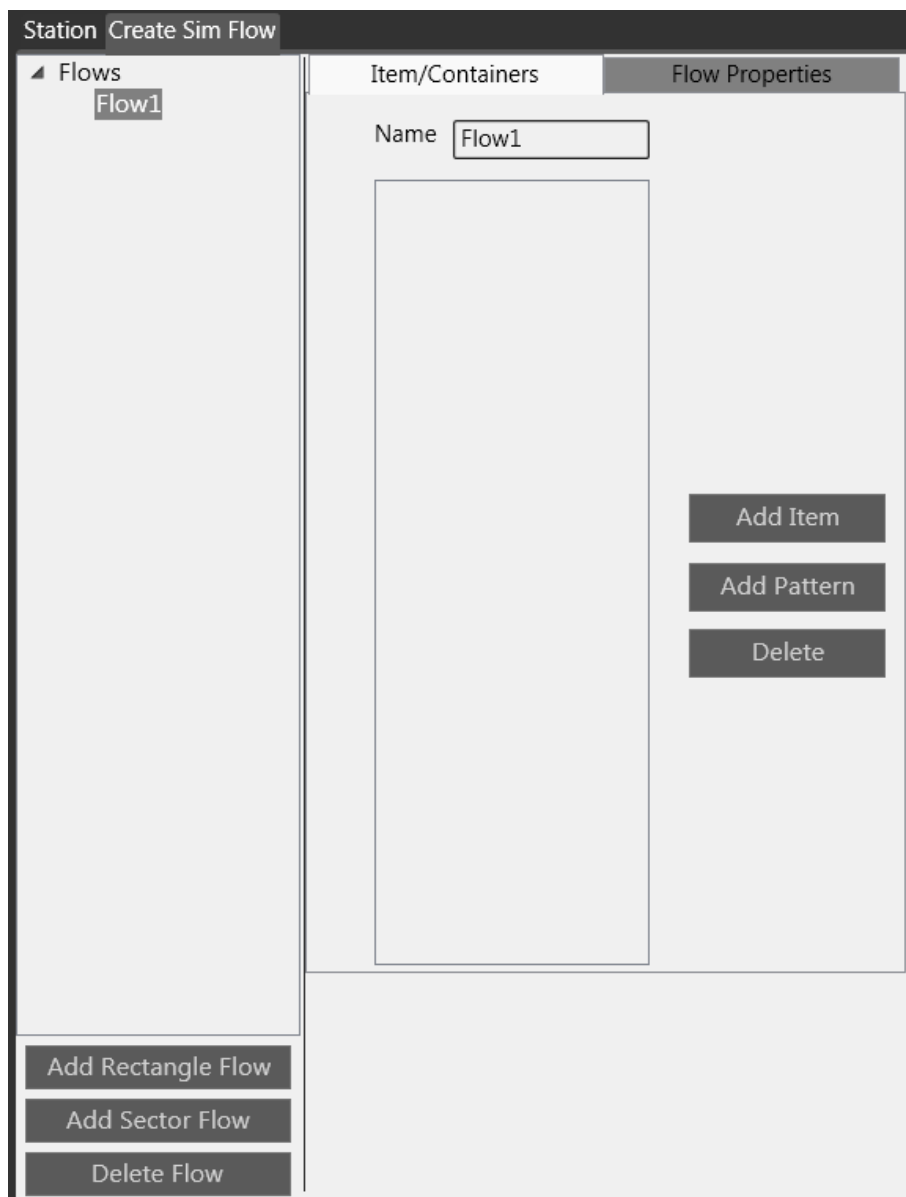 Station Create Sim Flow
Flows
Flow1
Add Rectangle Flow
Add Sector Flow
Delete Flow
Item/Containers Flow Properties
Name Flow1
Add Item
Add Pattern
Delete